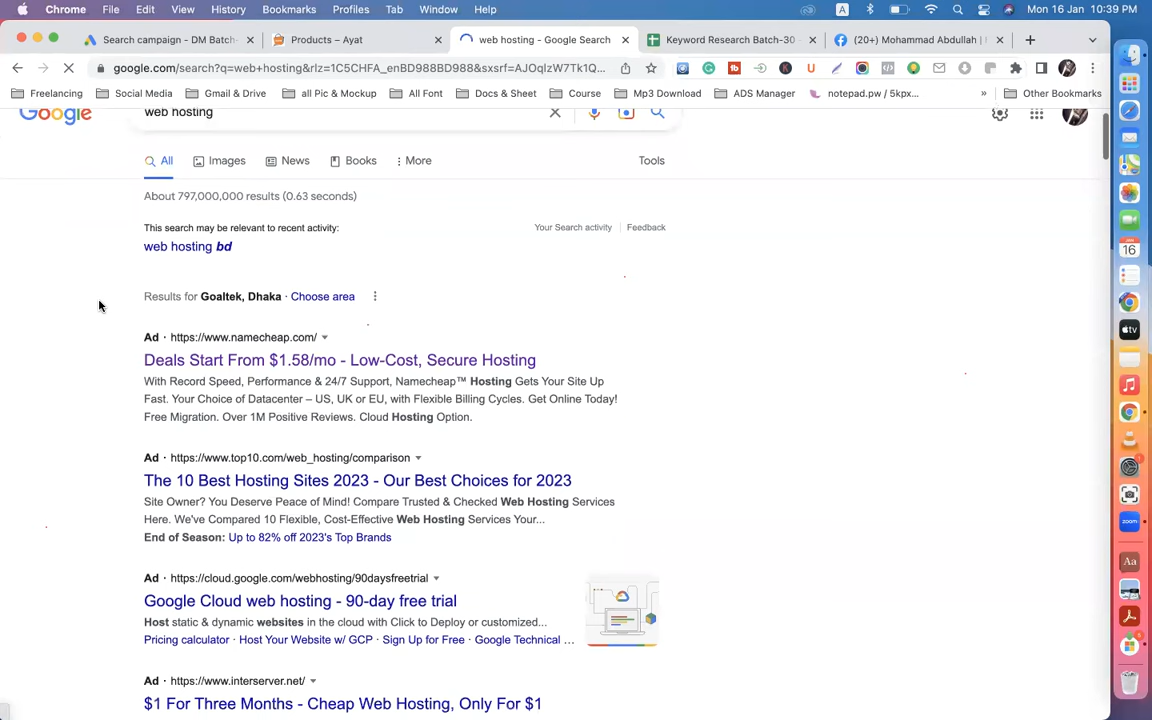 Chrome File Edit View History Bookmarks Profiles Tab Window Help A Mon 16 Jan 10:39 PM
Search campaign - DM Batch- Products – Ayat web hosting - Google Search Keyword Research Batch-30 - (20+) Mohammad Abdullah |
google.com/search?q=web+hosting&rlz=1C5CHFA_enBD988BD988&sxsrf=AJOqlzW7Tk1Q...
Freelancing Social Media Gmail & Drive all Pic & Mockup All Font Docs & Sheet Course Mp3 Download ADS Manager notepad.pw / 5kpx... » Other Bookmarks
Google web hosting
All Images News Books More Tools
About 797,000,000 results (0.63 seconds)
This search may be relevant to recent activity: Your Search activity Feedback
web hosting bd
Results for Goaltek, Dhaka · Choose area
Ad · https://www.namecheap.com/
Deals Start From $1.58/mo - Low-Cost, Secure Hosting
With Record Speed, Performance & 24/7 Support, Namecheap™ Hosting Gets Your Site Up
Fast. Your Choice of Datacenter – US, UK or EU, with Flexible Billing Cycles. Get Online Today!
Free Migration. Over 1M Positive Reviews. Cloud Hosting Option.
Ad · https://www.top10.com/web_hosting/comparison
The 10 Best Hosting Sites 2023 - Our Best Choices for 2023
Site Owner? You Deserve Peace of Mind! Compare Trusted & Checked Web Hosting Services
Here. We've Compared 10 Flexible, Cost-Effective Web Hosting Services Your...
End of Season: Up to 82% off 2023's Top Brands
Ad · https://cloud.google.com/webhosting/90daysfreetrial
Google Cloud web hosting - 90-day free trial
Host static & dynamic websites in the cloud with Click to Deploy or customized...
Pricing calculator · Host Your Website w/ GCP · Sign Up for Free · Google Technical ...
Ad · https://www.interserver.net/
$1 For Three Months - Cheap Web Hosting, Only For $1